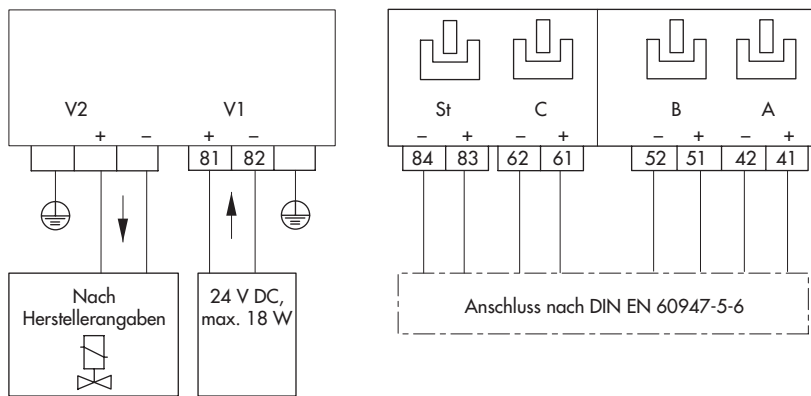 V2 V1
+ − + −
81 82
Nach
Herstellerangaben
24 V DC,
max. 18 W
St C B A
− + − + − + − +
84 83 62 61 52 51 42 41
Anschluss nach DIN EN 60947-5-6